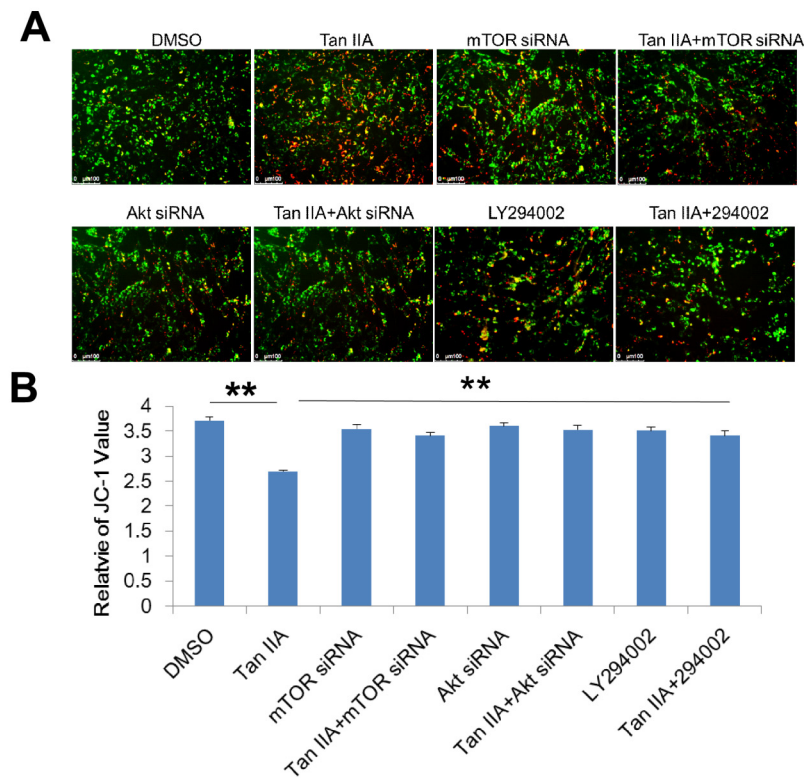 A
DMSO Tan IIA mTOR siRNA Tan IIA+mTOR siRNA
0 µm100 0 µm100 0 µm100 0 µm100
Akt siRNA Tan IIA+Akt siRNA LY294002 Tan IIA+294002
0 µm100 0 µm100 0 µm100 0 µm100
B
** **
4
3.5
3
2.5
2
1.5
1
0.5
0
Relatvie of JC-1 Value
DMSO
Tan IIA
mTOR siRNA
Tan IIA+mTOR siRNA
Akt siRNA
Tan IIA+Akt siRNA
LY294002
Tan IIA+294002